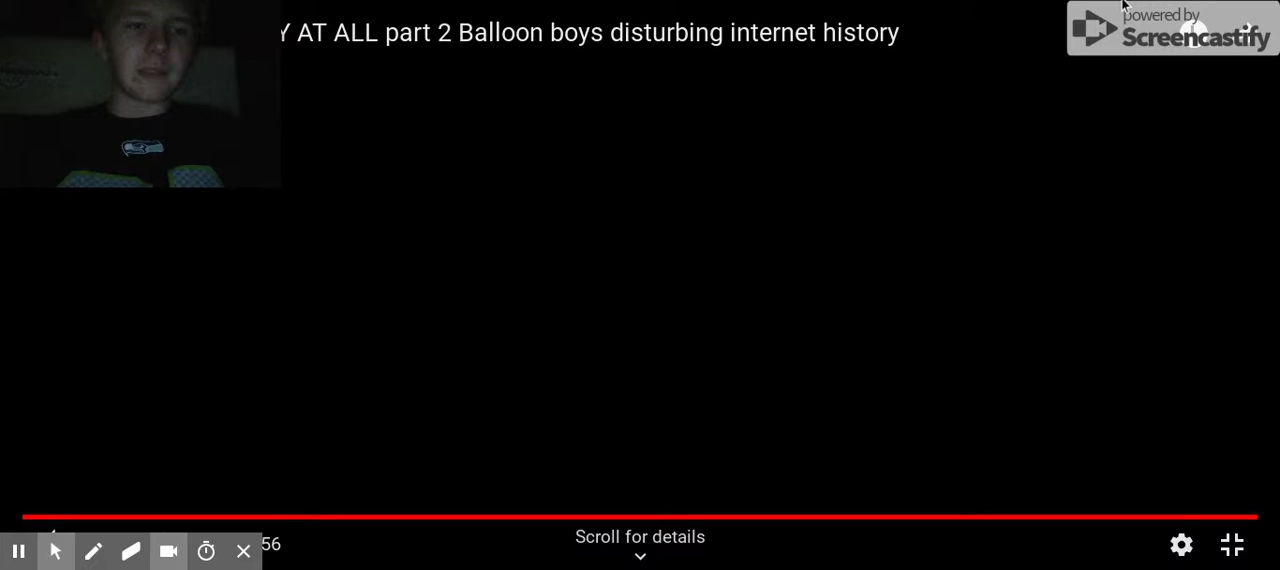 Y AT ALL part 2 Balloon boys disturbing internet history
powered by
Screencastify
56
Scroll for details